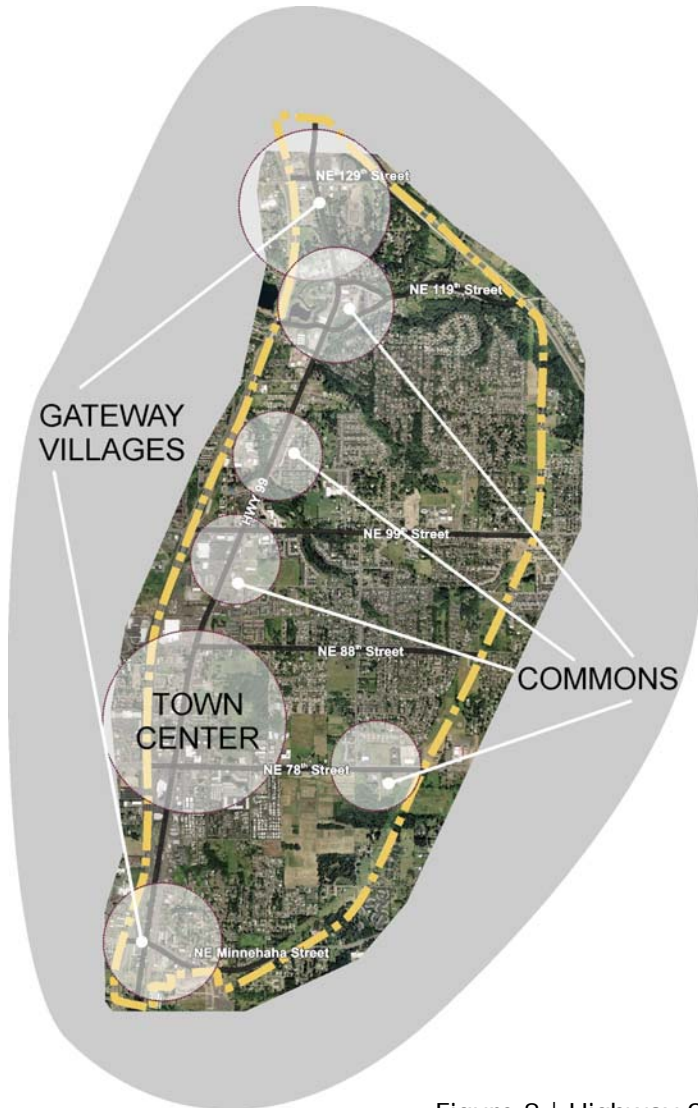 NE 129th Street
NE 119th Street
GATEWAY
VILLAGES
HWY 99
NE 99th Street
NE 88th Street
COMMONS
TOWN
CENTER
NE 78th Street
NE Minnehaha Street